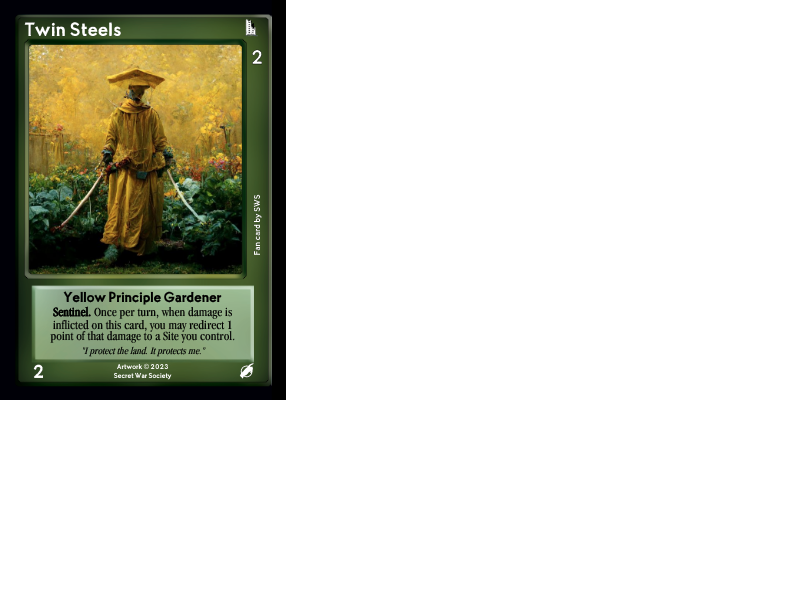 Twin Steels
2
Fan card by SWS
Yellow Principle Gardener
Sentinel. Once per turn, when damage is
inflicted on this card, you may redirect 1
point of that damage to a Site you control.
"I protect the land. It protects me."
2
Artwork © 2023
Secret War Society